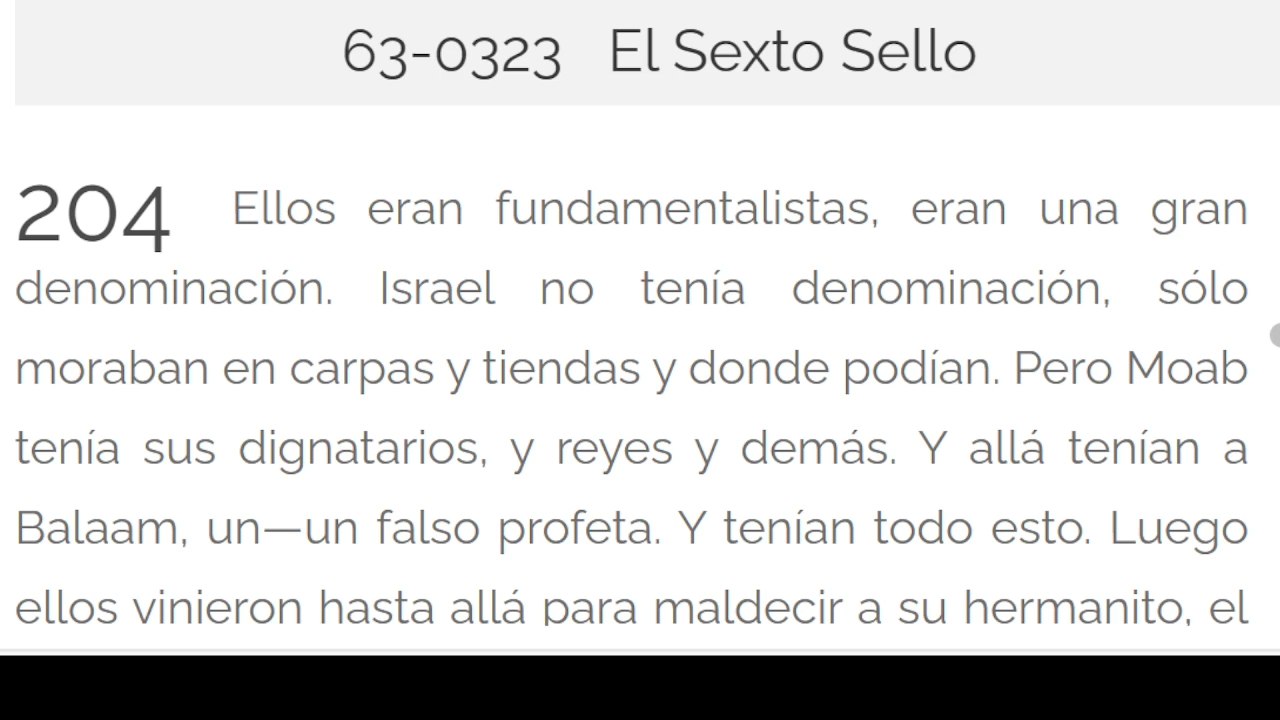 63-0323 El Sexto Sello
204 Ellos eran fundamentalistas, eran una gran
denominación. Israel no tenía denominación, sólo
moraban en carpas y tiendas y donde podían. Pero Moab
tenía sus dignatarios, y reyes y demás. Y allá tenían a
Balaam, un—un falso profeta. Y tenían todo esto. Luego
ellos vinieron hasta allá para maldecir a su hermanito, el